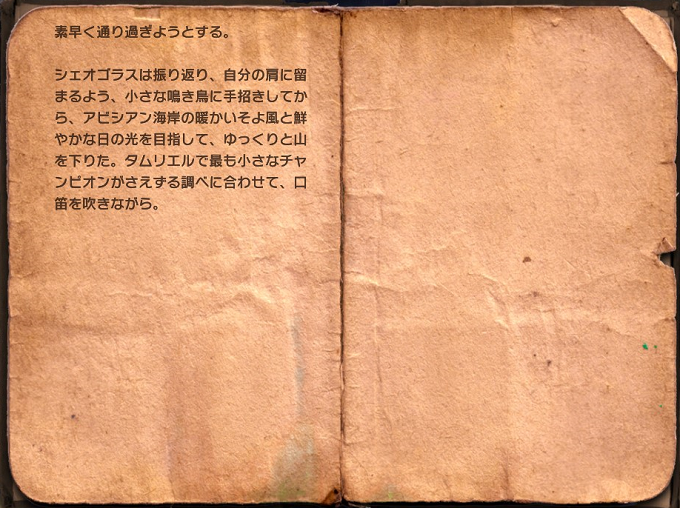 素早く通り過ぎようとする。
シェオゴラスは振り返り、自分の肩に留
まるよう、小さな鳴き鳥に手招きしてか
ら、アビシアン海岸の暖かいそよ風と鮮
やかな日の光を目指して、ゆっくりと山
を下りた。タムリエルで最も小さなチャ
ンピオンがさえずる調べに合わせて、口
笛を吹きながら。